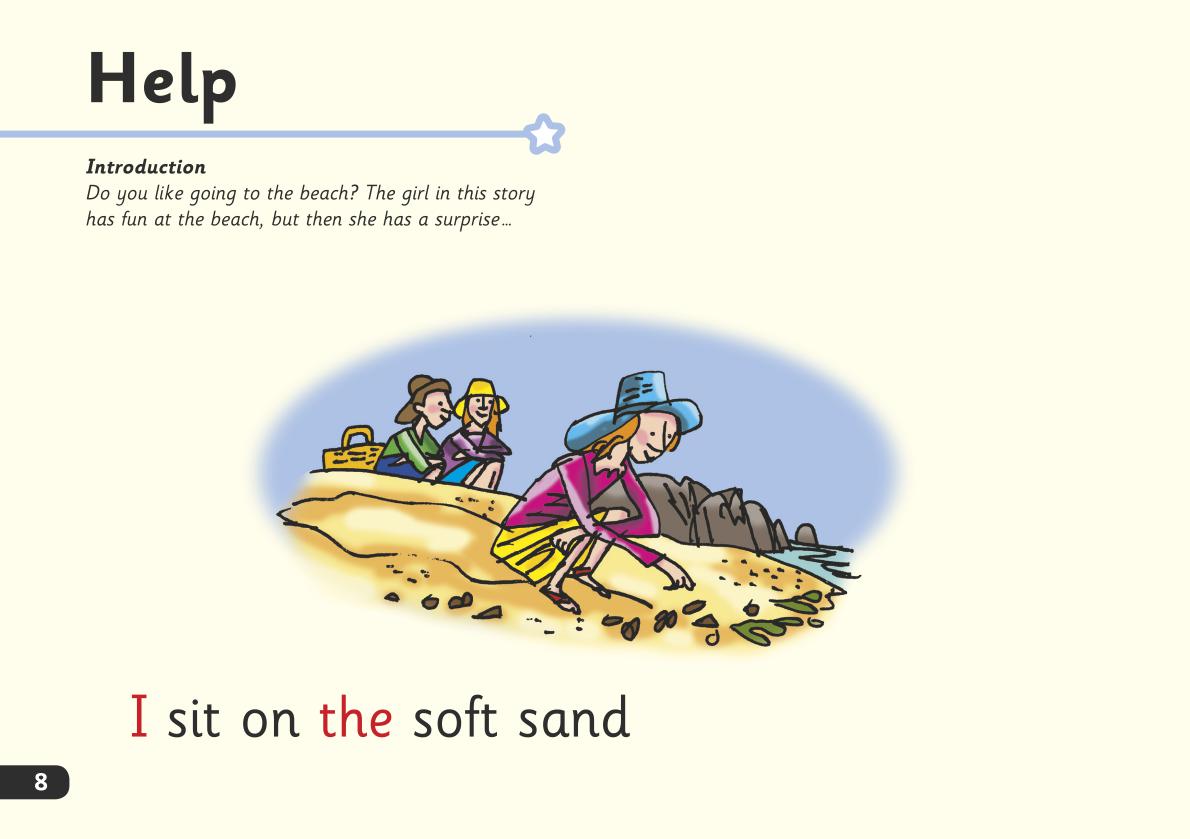 Help
Introduction
Do you like going to the beach? The girl in this story
has fun at the beach, but then she has a surprise...
I sit on the soft sand
8